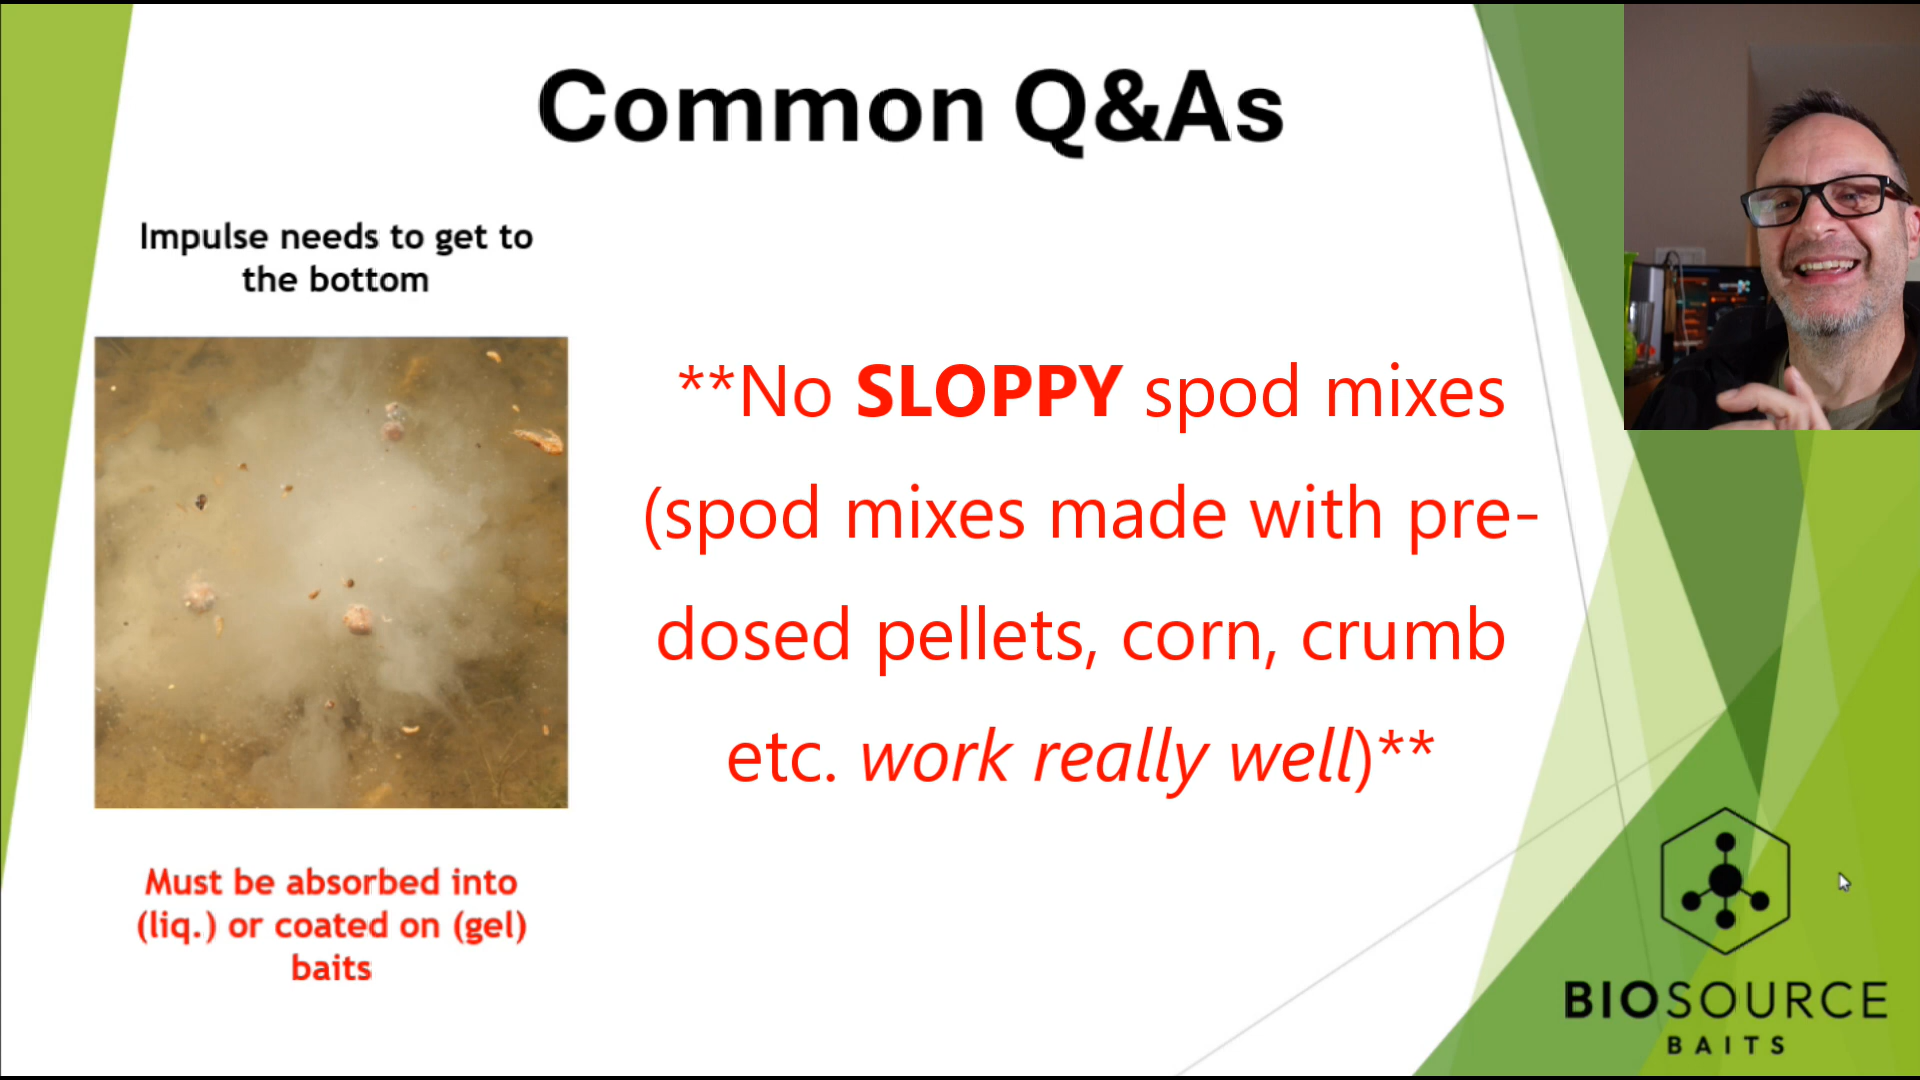 Common Q&As
Impulse needs to get to
the bottom
**No SLOPPY spod mixes
(spod mixes made with pre-
dosed pellets, corn, crumb
etc. work really well)**
Must be absorbed into
(liq.) or coated on (gel)
baits
BIOSOURCE
BAITS